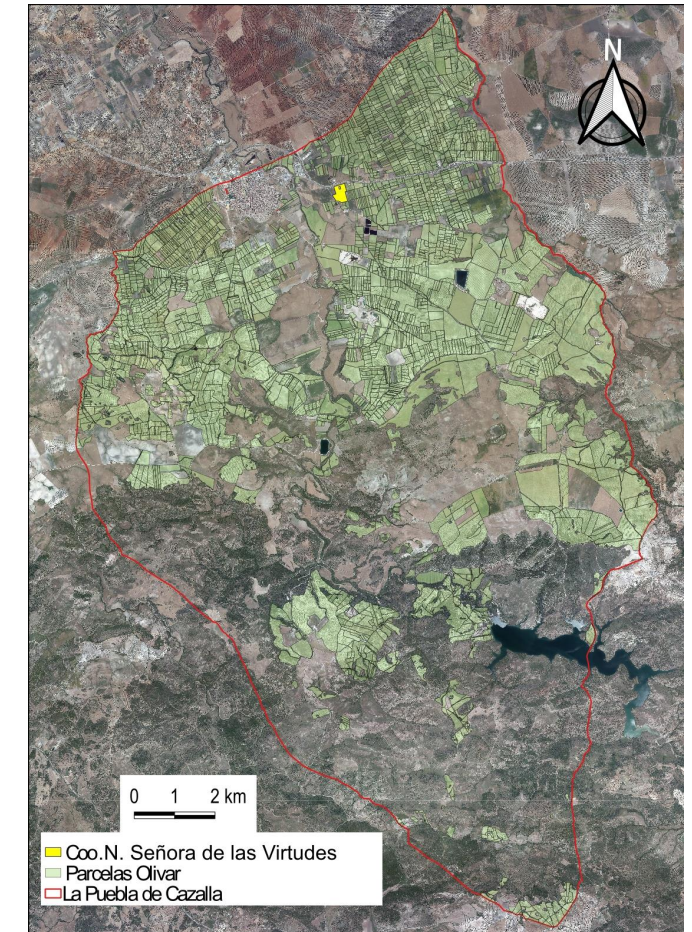 N
0 1 2 km
Coo.N. Señora de las Virtudes
Parcelas Olivar
La Puebla de Cazalla